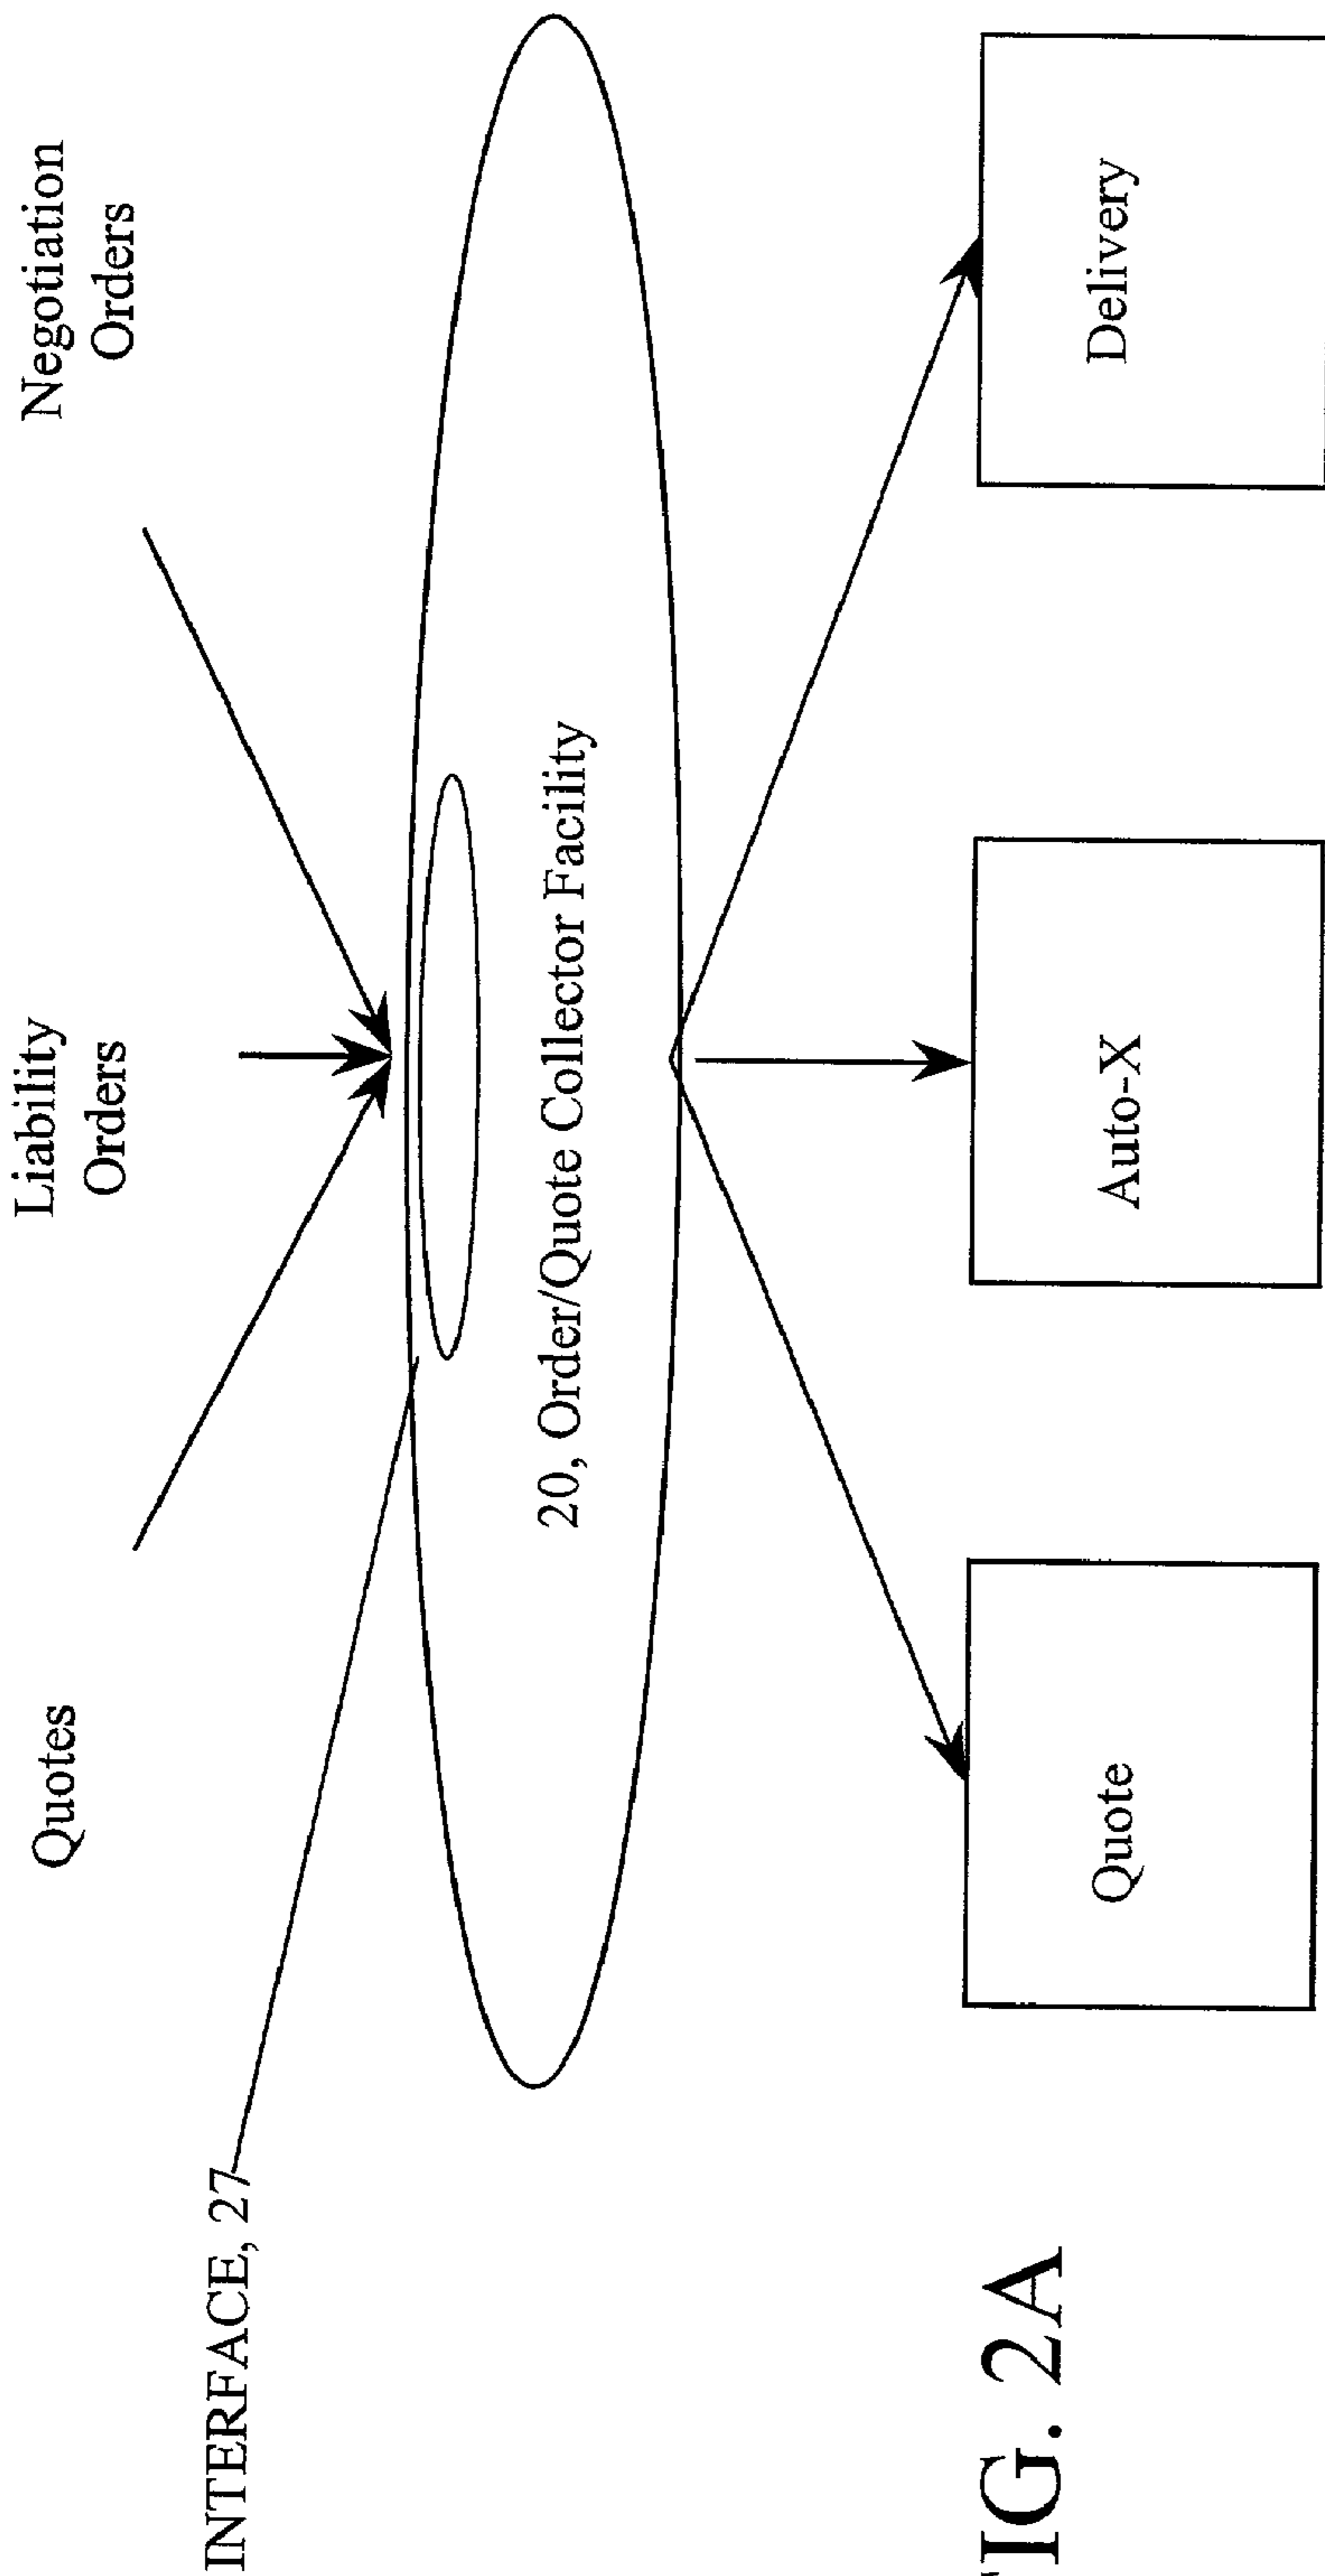 Quotes
Liability
Orders
Negotiation
Orders
INTERFACE, 27
20, Order/Quote Collector Facility
Quote
Auto-X
Delivery
IG. 2A